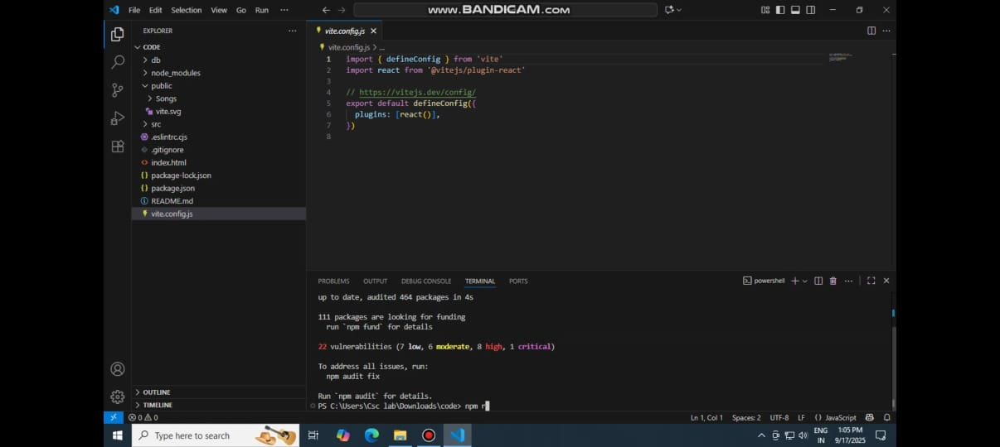 File Edit Selection View Go Run ...
www.BANDICAM.com
EXPLORER
CODE
db
node_modules
public
Songs
vite.svg
src
.eslintrc.cjs
.gitignore
index.html
package-lock.json
package.json
README.md
vite.config.js
OUTLINE
TIMELINE
vite.config.js
vite.config.js > ...
1 import { defineConfig } from 'vite'
2 import react from '@vitejs/plugin-react'
3
4 // https://vitejs.dev/config/
5 export default defineConfig({
6 plugins: [react()],
7 })
8
PROBLEMS OUTPUT DEBUG CONSOLE TERMINAL PORTS
powershell
up to date, audited 464 packages in 4s
111 packages are looking for funding
run `npm fund` for details
22 vulnerabilities (7 low, 6 moderate, 8 high, 1 critical)
To address all issues, run:
npm audit fix
Run `npm audit` for details.
PS C:\Users\Csc lab\Downloads\code> npm r
0 0
Ln 1, Col 1 Spaces: 2 UTF-8 LF {} JavaScript
Type here to search
ENG
IN
1:05 PM
9/17/2025